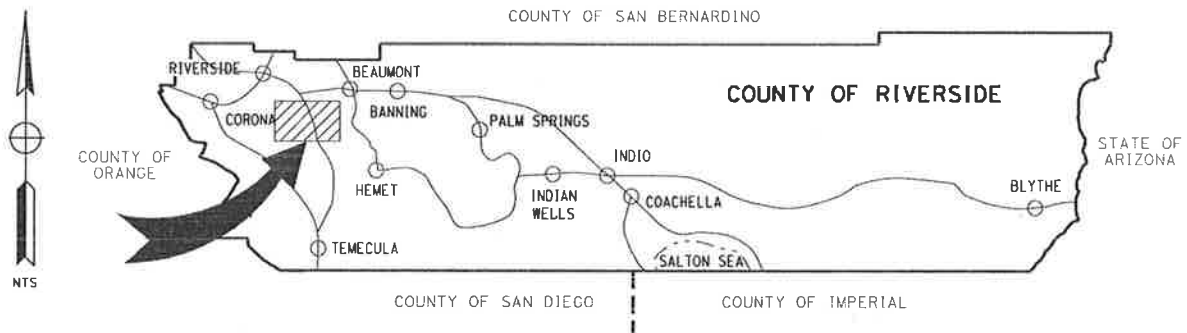 COUNTY OF SAN BERNARDINO
RIVERSIDE
BEAUMONT
COUNTY OF RIVERSIDE
BANNING
CORONA
PALM SPRINGS
STATE OF
ARIZONA
COUNTY OF
ORANGE
INDIO
HEMET
INDIAN
WELLS
COACHELLA
BLYTHE
TEMECULA
SALTON SEA
NTS
COUNTY OF SAN DIEGO
COUNTY OF IMPERIAL